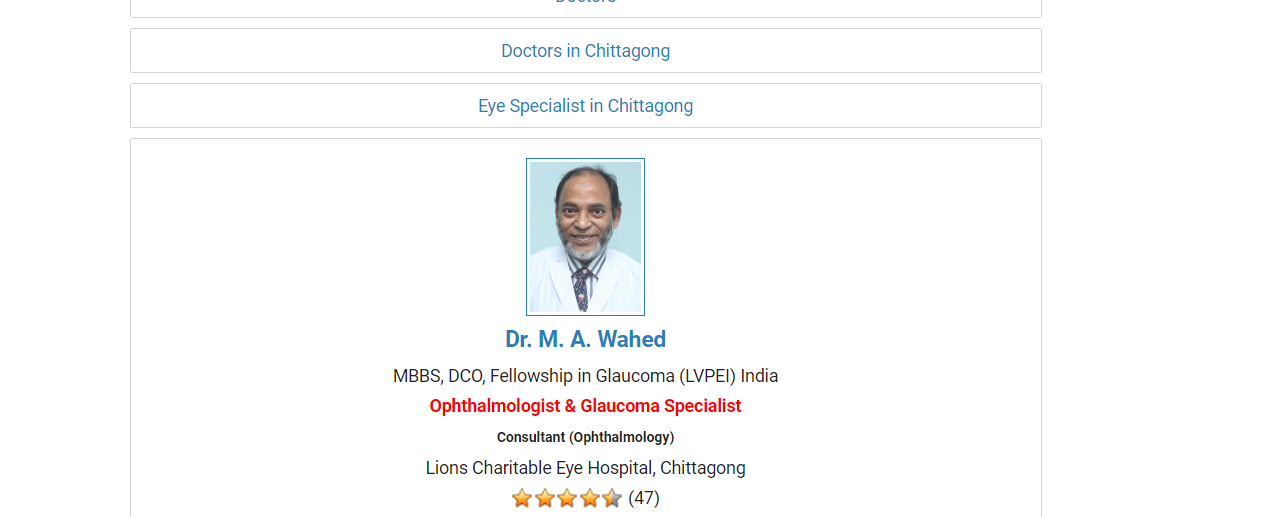 Doctors
Doctors in Chittagong
Eye Specialist in Chittagong
Dr. M. A. Wahed
MBBS, DCO, Fellowship in Glaucoma (LVPEI) India
Ophthalmologist & Glaucoma Specialist
Consultant (Ophthalmology)
Lions Charitable Eye Hospital, Chittagong
(47)